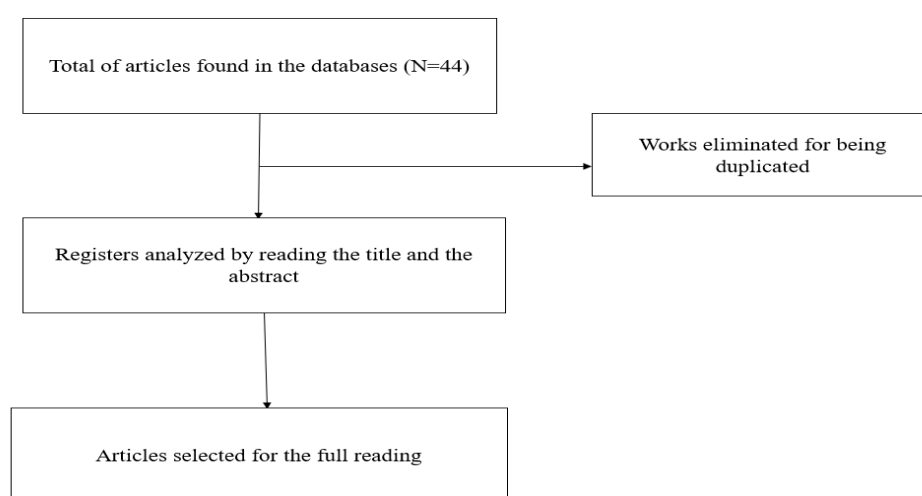 Total of articles found in the databases (N=44)
Works eliminated for being
duplicated
Registers analyzed by reading the title and the
abstract
Articles selected for the full reading